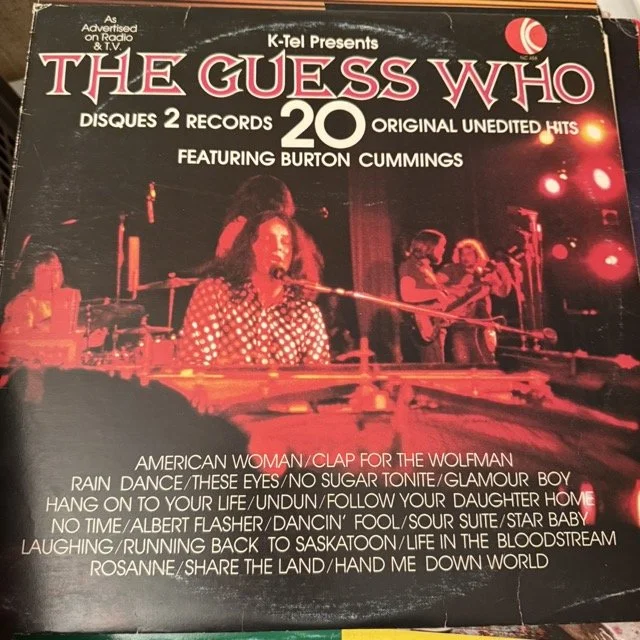 As
Advertised
on Radio
& T.V.
K-Tel Presents
THE GUESS WHO
DISQUES 2 RECORDS 20 ORIGINAL UNEDITED HITS
FEATURING BURTON CUMMINGS
AMERICAN WOMAN/CLAP FOR THE WOLFMAN
RAIN DANCE/THESE EYES/NO SUGAR TONITE/GLAMOUR BOY
HANG ON TO YOUR LIFE/UNDUN/FOLLOW YOUR DAUGHTER HOME
NO TIME/ALBERT FLASHER/DANCIN' FOOL/SOUR SUITE/STAR BABY
LAUGHING/RUNNING BACK TO SASKATOON/LIFE IN THE BLOODSTREAM
ROSANNE/SHARE THE LAND/HAND ME DOWN WORLD